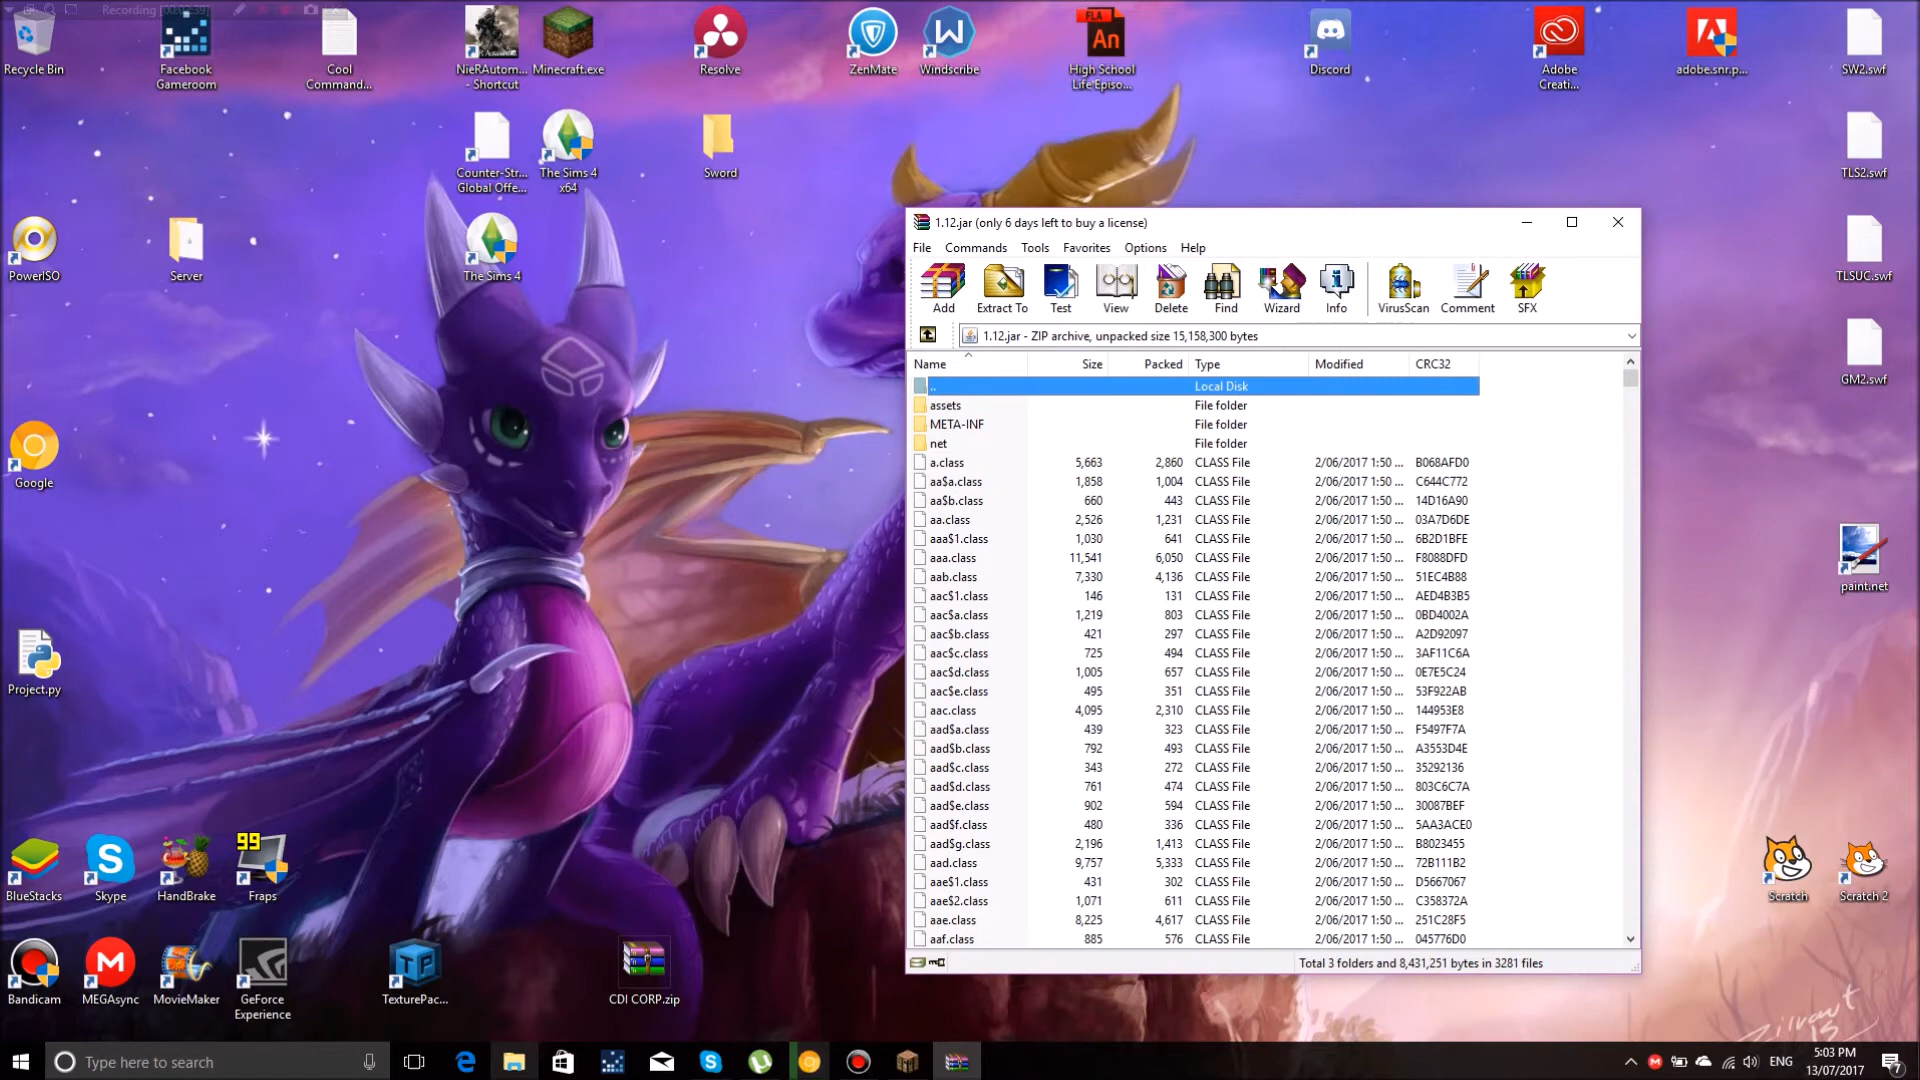 Recording [00:02:39]
Recycle Bin
Facebook
Gameroom
Cool
Command...
NieRAutom...
- Shortcut
Minecraft.exe
Resolve
ZenMate
Windscribe
FLA
An
High School
Life Episo...
Discord
Adobe
Creati...
adobe.snr.p...
SW2.swf
Counter-Str...
Global Offe...
The Sims 4
x64
Sword
TLS2.swf
PowerISO
Server
The Sims 4
TLSUC.swf
GM2.swf
Google
paint.net
Project.py
99
BlueStacks
Skype
HandBrake
Fraps
Scratch
Scratch 2
Bandicam
MEGAsync
MovieMaker
GeForce
Experience
TexturePac...
CDI CORP.zip
1.12.jar (only 6 days left to buy a license)
File Commands Tools Favorites Options Help
Add Extract To Test View Delete Find Wizard Info VirusScan Comment SFX
1.12.jar - ZIP archive, unpacked size 15,158,300 bytes
Name Size Packed Type Modified CRC32
.. Local Disk
assets File folder
META-INF File folder
net File folder
a.class 5,663 2,860 CLASS File 2/06/2017 1:50 ... B068AFD0
aa$a.class 1,858 1,004 CLASS File 2/06/2017 1:50 ... C644C772
aa$b.class 660 443 CLASS File 2/06/2017 1:50 ... 14D16A90
aa.class 2,526 1,231 CLASS File 2/06/2017 1:50 ... 03A7D6DE
aaa$1.class 1,030 641 CLASS File 2/06/2017 1:50 ... 6B2D1BFE
aaa.class 11,541 6,050 CLASS File 2/06/2017 1:50 ... F8088DFD
aab.class 7,330 4,136 CLASS File 2/06/2017 1:50 ... 51EC4B88
aac$1.class 146 131 CLASS File 2/06/2017 1:50 ... AED4B3B5
aac$a.class 1,219 803 CLASS File 2/06/2017 1:50 ... 0BD4002A
aac$b.class 421 297 CLASS File 2/06/2017 1:50 ... A2D92097
aac$c.class 725 494 CLASS File 2/06/2017 1:50 ... 3AF11C6A
aac$d.class 1,005 657 CLASS File 2/06/2017 1:50 ... 0E7E5C24
aac$e.class 495 351 CLASS File 2/06/2017 1:50 ... 53F922AB
aac.class 4,095 2,310 CLASS File 2/06/2017 1:50 ... 144953E8
aad$a.class 439 323 CLASS File 2/06/2017 1:50 ... F5497F7A
aad$b.class 792 493 CLASS File 2/06/2017 1:50 ... A3553D4E
aad$c.class 343 272 CLASS File 2/06/2017 1:50 ... 35292136
aad$d.class 761 474 CLASS File 2/06/2017 1:50 ... 803C6C7A
aad$e.class 902 594 CLASS File 2/06/2017 1:50 ... 30087BEF
aad$f.class 480 336 CLASS File 2/06/2017 1:50 ... 5AA3ACE0
aad$g.class 2,196 1,413 CLASS File 2/06/2017 1:50 ... B8023455
aad.class 9,757 5,333 CLASS File 2/06/2017 1:50 ... 72B111B2
aae$1.class 431 302 CLASS File 2/06/2017 1:50 ... D5667067
aae$2.class 1,071 611 CLASS File 2/06/2017 1:50 ... C358372A
aae.class 8,225 4,617 CLASS File 2/06/2017 1:50 ... 251C28F5
aaf.class 885 576 CLASS File 2/06/2017 1:50 ... 045776D0
Total 3 folders and 8,431,251 bytes in 3281 files
Type here to search
ENG
5:03 PM
13/07/2017
7